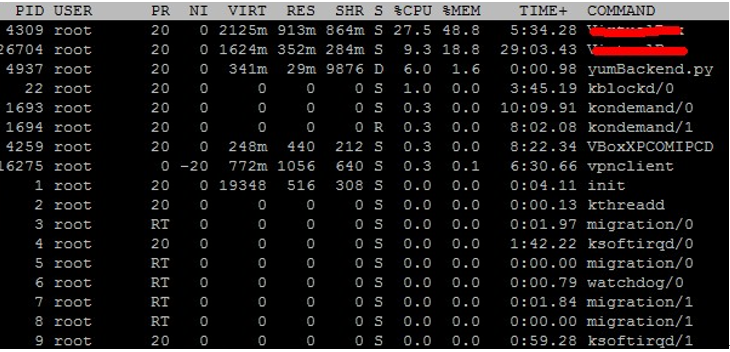 PID USER PR NI VIRT RES SHR S %CPU %MEM TIME+ COMMAND
4309 root 20 0 2125m 913m 864m S 27.5 48.8 5:34.28
26704 root 20 0 1624m 352m 284m S 9.3 18.8 29:03.43
4937 root 20 0 341m 29m 9876 D 6.0 1.6 0:00.98 yumBackend.py
22 root 20 0 0 0 0 S 1.0 0.0 3:45.19 kblockd/0
1693 root 20 0 0 0 0 S 0.3 0.0 10:09.91 kondemand/0
1694 root 20 0 0 0 0 R 0.3 0.0 8:02.08 kondemand/1
4259 root 20 0 248m 440 212 S 0.3 0.0 8:22.34 VBoxXPCOMIPCD
16275 root 0 -20 772m 1056 640 S 0.3 0.1 6:30.66 vpnclient
1 root 20 0 19348 516 308 S 0.0 0.0 0:04.11 init
2 root 20 0 0 0 0 S 0.0 0.0 0:00.13 kthreadd
3 root RT 0 0 0 0 S 0.0 0.0 0:01.97 migration/0
4 root 20 0 0 0 0 S 0.0 0.0 1:42.22 ksoftirqd/0
5 root RT 0 0 0 0 S 0.0 0.0 0:00.00 migration/0
6 root RT 0 0 0 0 S 0.0 0.0 0:00.79 watchdog/0
7 root RT 0 0 0 0 S 0.0 0.0 0:01.84 migration/1
8 root RT 0 0 0 0 S 0.0 0.0 0:00.00 migration/1
9 root 20 0 0 0 0 S 0.0 0.0 0:59.28 ksoftirqd/1